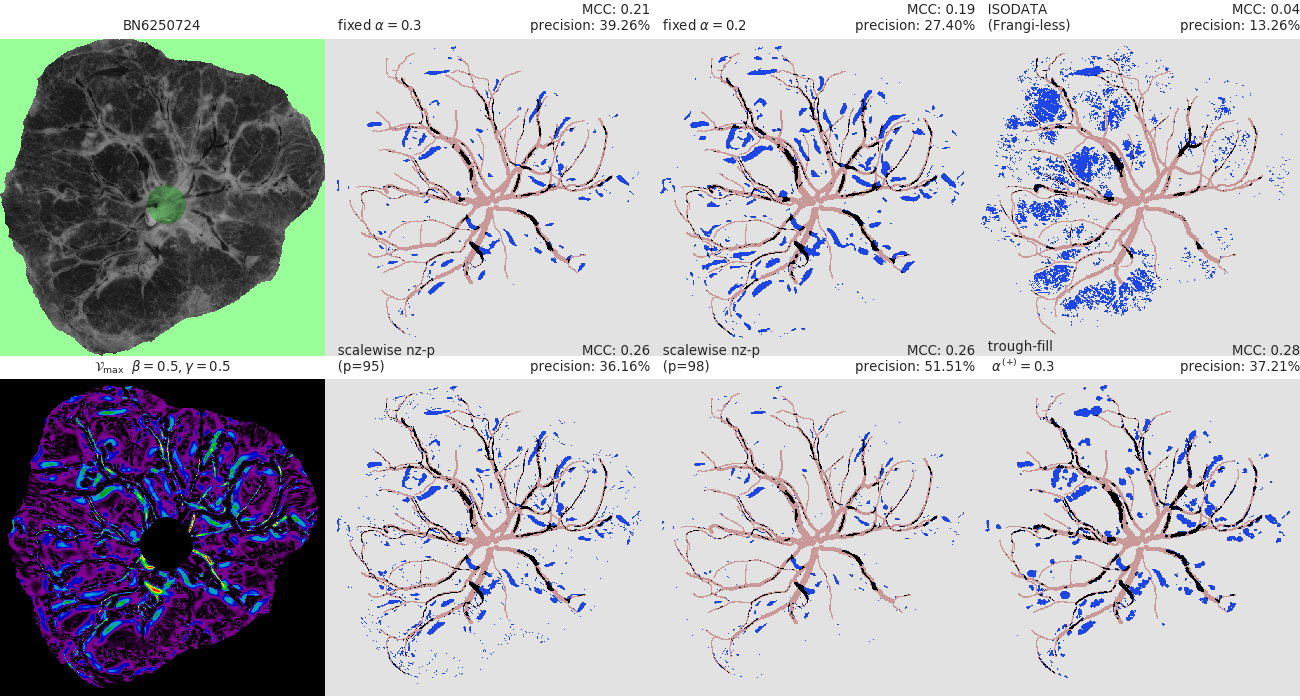 BN6250724
fixed α = 0.3
MCC: 0.21
precision: 39.26%
fixed α = 0.2
MCC: 0.19
precision: 27.40%
ISODATA
(Frangi-less)
MCC: 0.04
precision: 13.26%
𝒱max β = 0.5, γ = 0.5
scalewise nz-p
(p=95)
MCC: 0.26
precision: 36.16%
scalewise nz-p
(p=98)
MCC: 0.26
precision: 51.51%
trough-fill
α(+) = 0.3
MCC: 0.28
precision: 37.21%